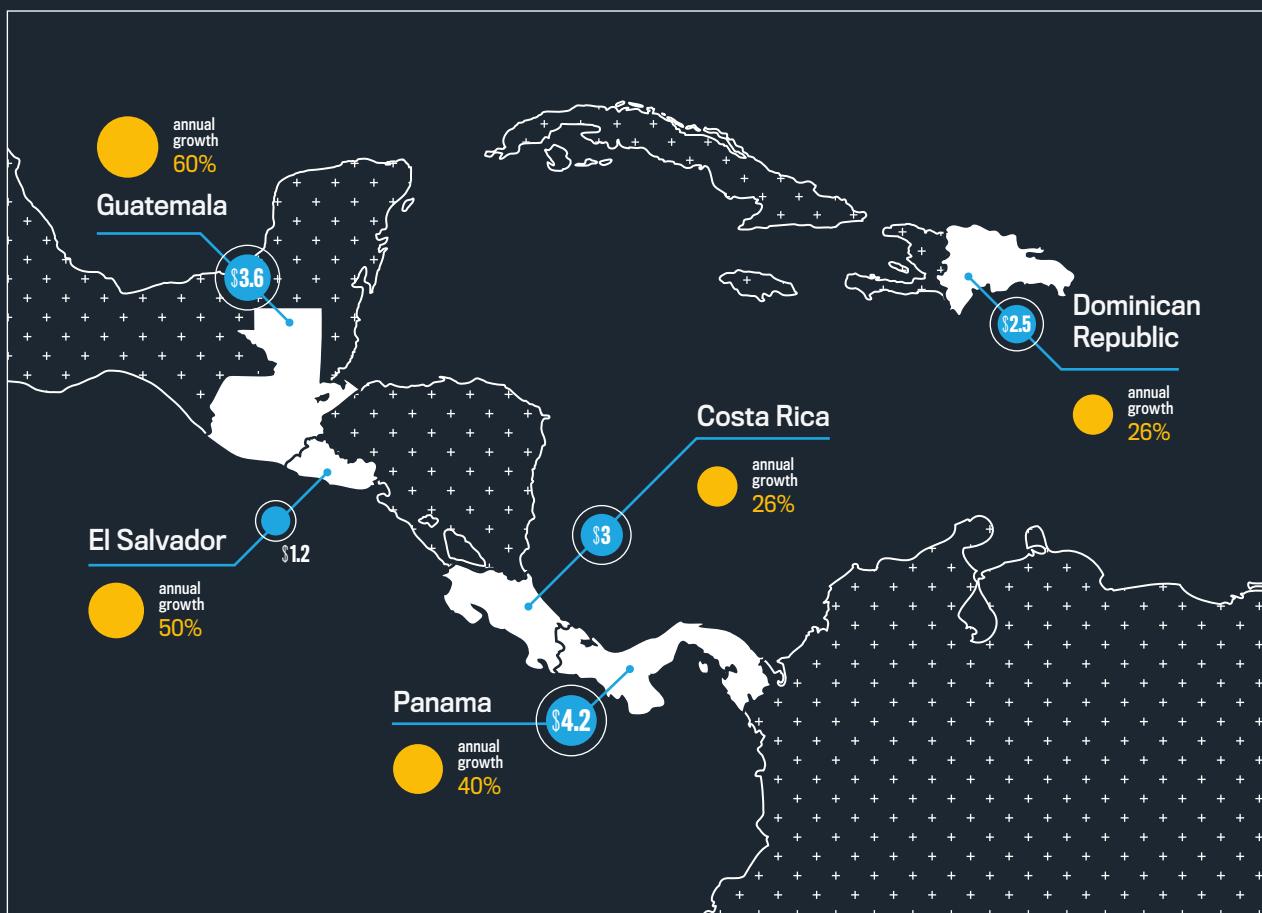 annual
growth
60%
Guatemala
$3.6
$2.5
Dominican
Republic
annual
growth
26%
Costa Rica
annual
growth
26%
$3
El Salvador
$1.2
annual
growth
50%
Panama
$4.2
annual
growth
40%